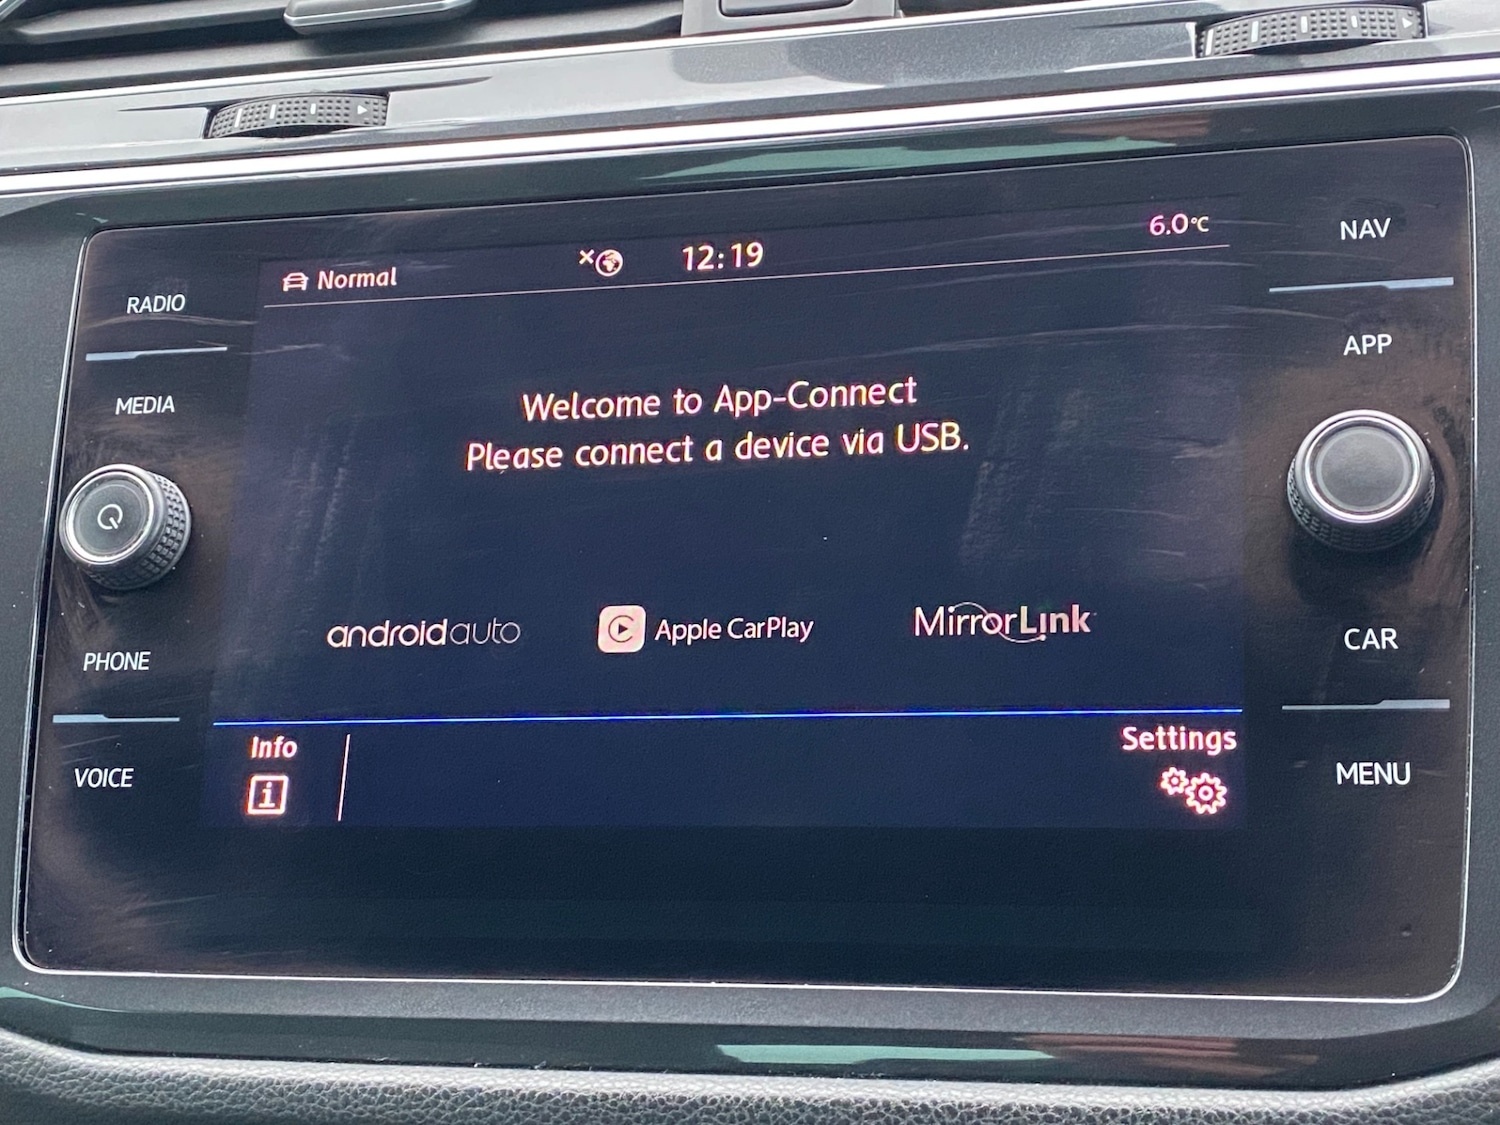 RADIO
MEDIA
PHONE
VOICE
Normal
12:19
6.0°C
Welcome to App-Connect
Please connect a device via USB.
androidauto
Apple CarPlay
MirrorLink
Info
i
Settings
NAV
APP
CAR
MENU